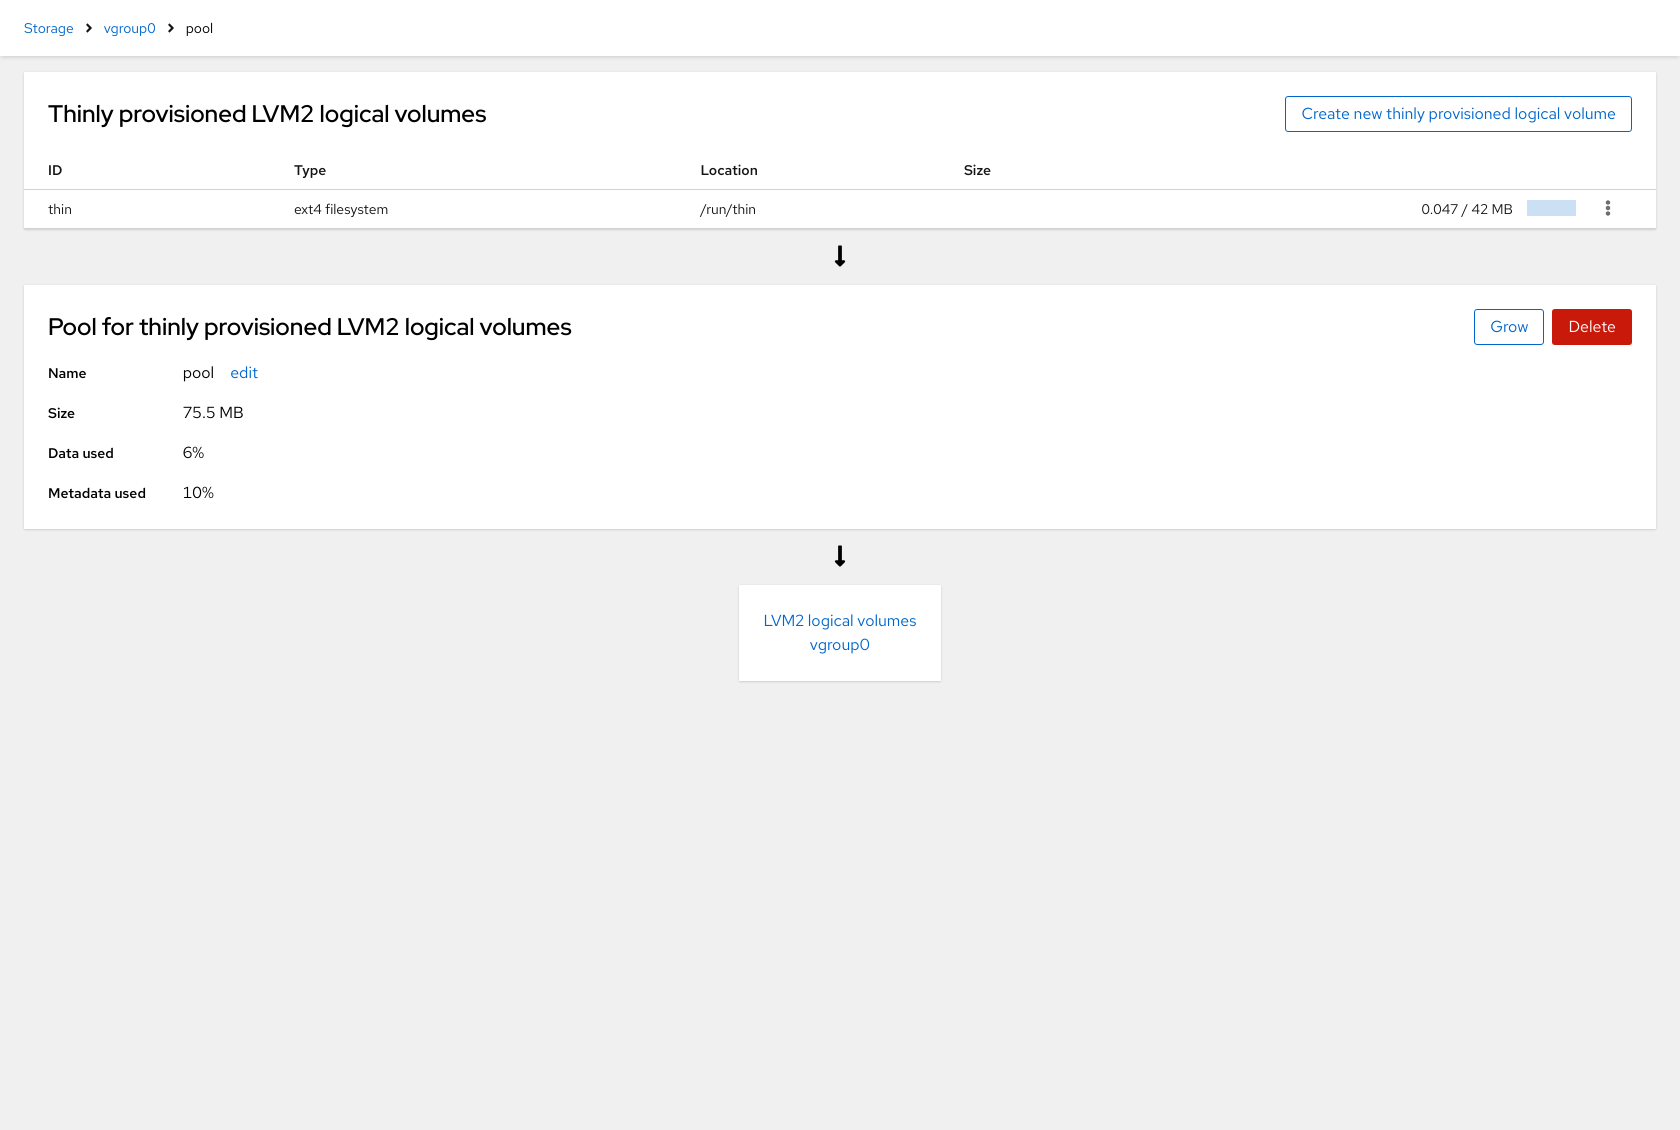 Storage > vgroup0 > pool
Thinly provisioned LVM2 logical volumes
Create new thinly provisioned logical volume
ID Type Location Size
thin ext4 filesystem /run/thin 0.047 / 42 MB
Pool for thinly provisioned LVM2 logical volumes
Grow Delete
Name pool edit
Size 75.5 MB
Data used 6%
Metadata used 10%
LVM2 logical volumes
vgroup0